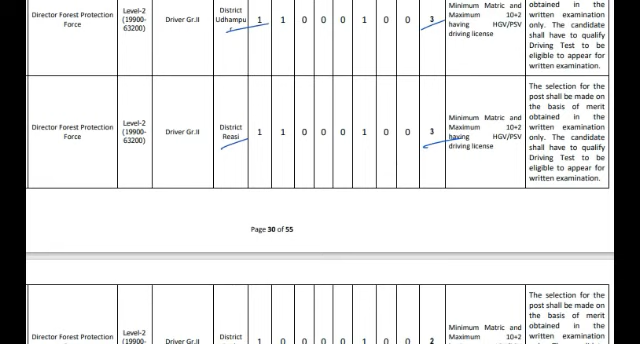 obtained in the
Minimum Matric and
written examination
Level-2
District
Maximum 10+2
only. The candidate
Director Forest Protection (19900- Driver Gr.II Udhampu 1 1 0 0 0 1 0 0 3 having HGV/PSV
shall have to qualify
Force
63200)
driving license
Driving Test to be
eligible to appear for
written examination.
The selection for the
post shall be made on
the basis of merit
Level-2
Minimum Matric and
obtained in the
Director Forest Protection (19900- Driver Gr.II District 1 1 0 0 0 1 0 0 3 Maximum 10+2
written examination
Force
63200)
Reasi
having HGV/PSV
only. The candidate
driving license
shall have to qualify
Driving Test to be
eligible to appear for
written examination.
Page 30 of 55
The selection for the
post shall be made on
the basis of merit
Level-2
Minimum Matric and
obtained in the
Director Forest Protection (19900- Driver Gr.II District 1 0 0 0 0 1 0 0 2 Maximum 10+2
written examination